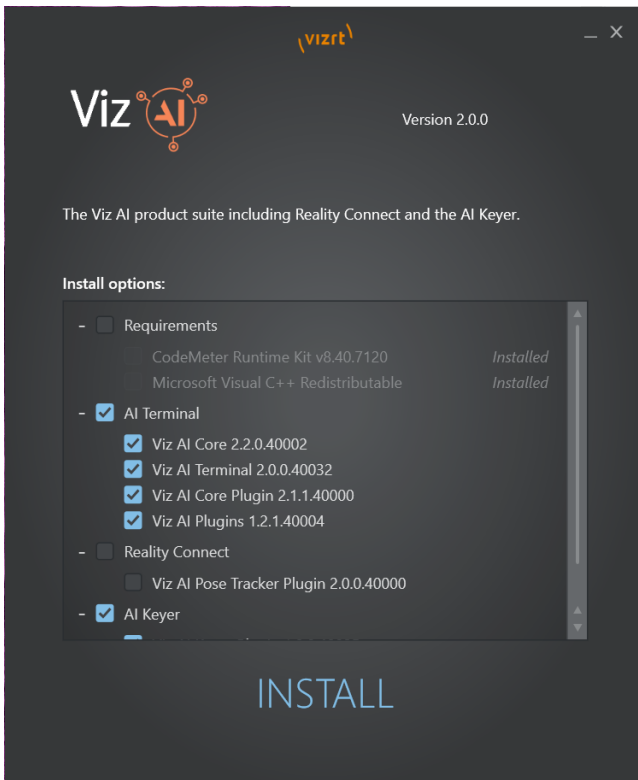 vizrt
Viz AI
Version 2.0.0
The Viz AI product suite including Reality Connect and the AI Keyer.
Install options:
- Requirements
CodeMeter Runtime Kit v8.40.7120 Installed
Microsoft Visual C++ Redistributable Installed
- AI Terminal
Viz AI Core 2.2.0.40002
Viz AI Terminal 2.0.0.40032
Viz AI Core Plugin 2.1.1.40000
Viz AI Plugins 1.2.1.40004
- Reality Connect
Viz AI Pose Tracker Plugin 2.0.0.40000
- AI Keyer
INSTALL